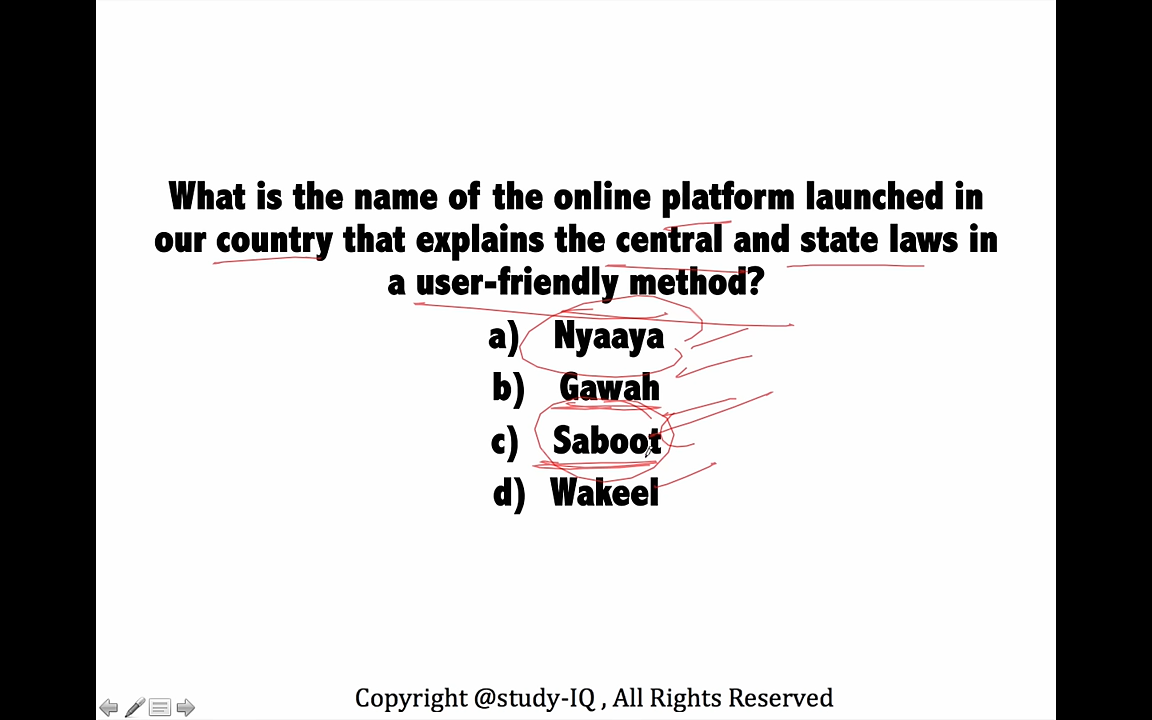 What is the name of the online platform launched in
our country that explains the central and state laws in
a user-friendly method?
a) Nyaaya
b) Gawah
c) Saboot
d) Wakeel
Copyright @study-IQ , All Rights Reserved